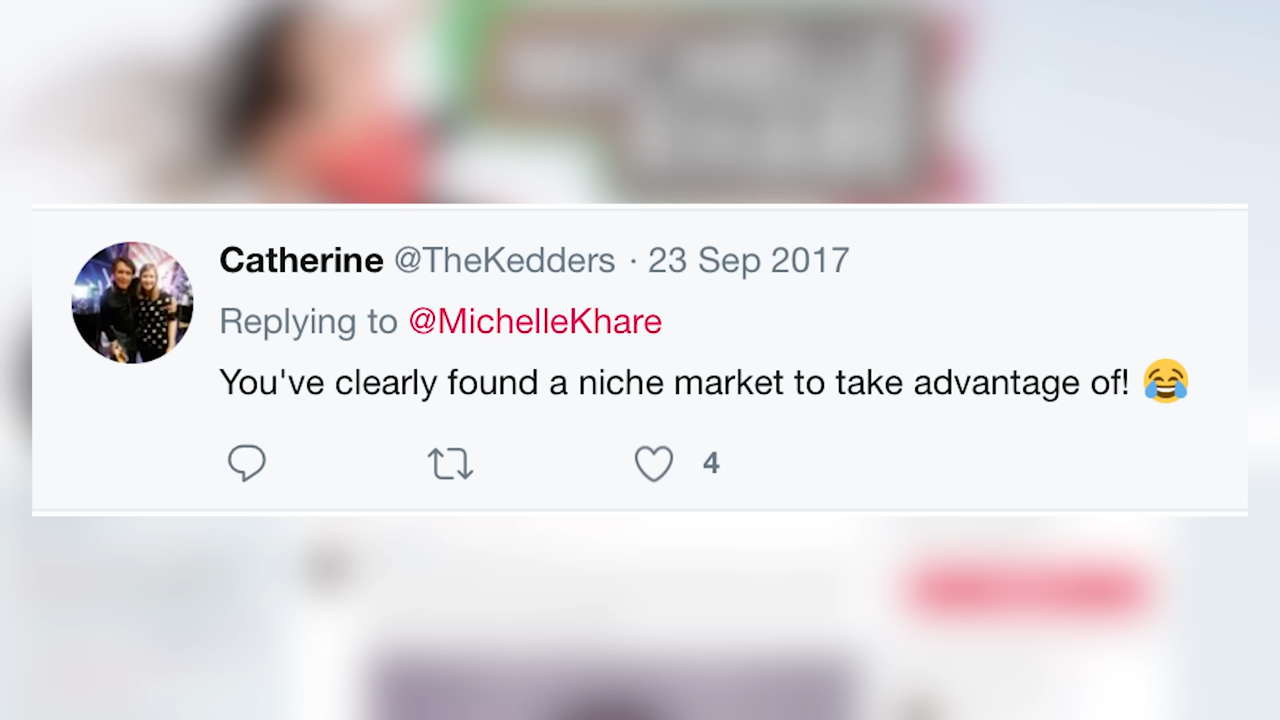 Catherine @TheKedders · 23 Sep 2017
Replying to @MichelleKhare
You've clearly found a niche market to take advantage of! 😂
4